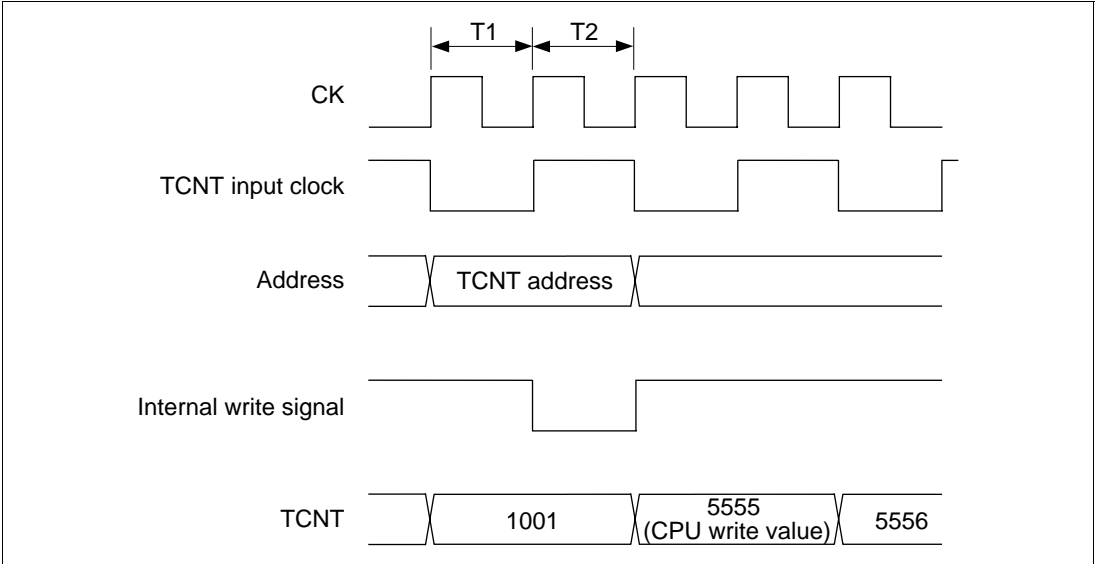 T1 T2
CK
TCNT input clock
Address TCNT address
Internal write signal
TCNT 1001 5555 5556
(CPU write value)